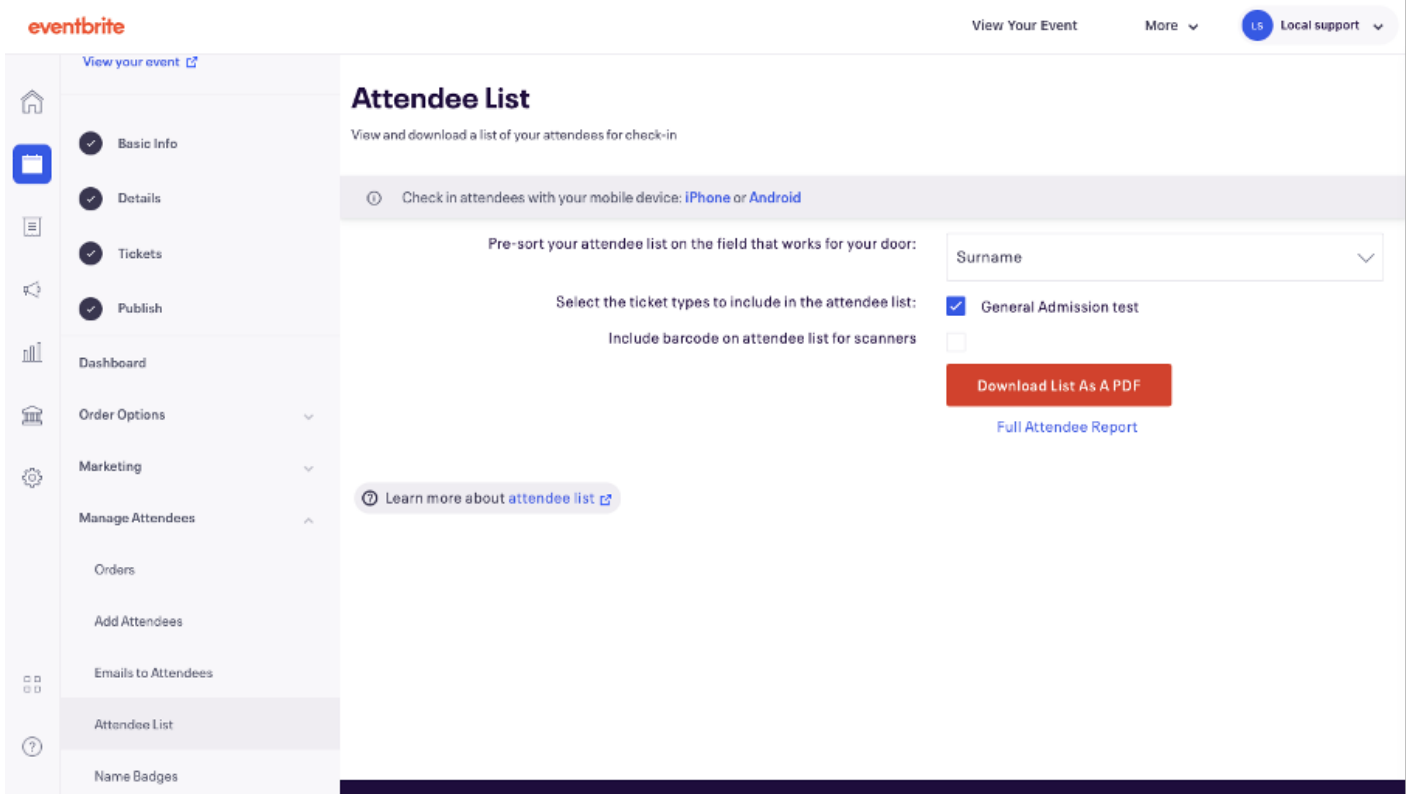 eventbrite
View Your Event
More
LS
Local support
View your event
Basic Info
Details
Tickets
Publish
Dashboard
Order Options
Marketing
Manage Attendees
Orders
Add Attendees
Emails to Attendees
Attendee List
Name Badges
Attendee List
View and download a list of your attendees for check-in
Check in attendees with your mobile device: iPhone or Android
Pre-sort your attendee list on the field that works for your door:
Surname
Select the ticket types to include in the attendee list:
General Admission test
Include barcode on attendee list for scanners
Download List As A PDF
Full Attendee Report
Learn more about attendee list